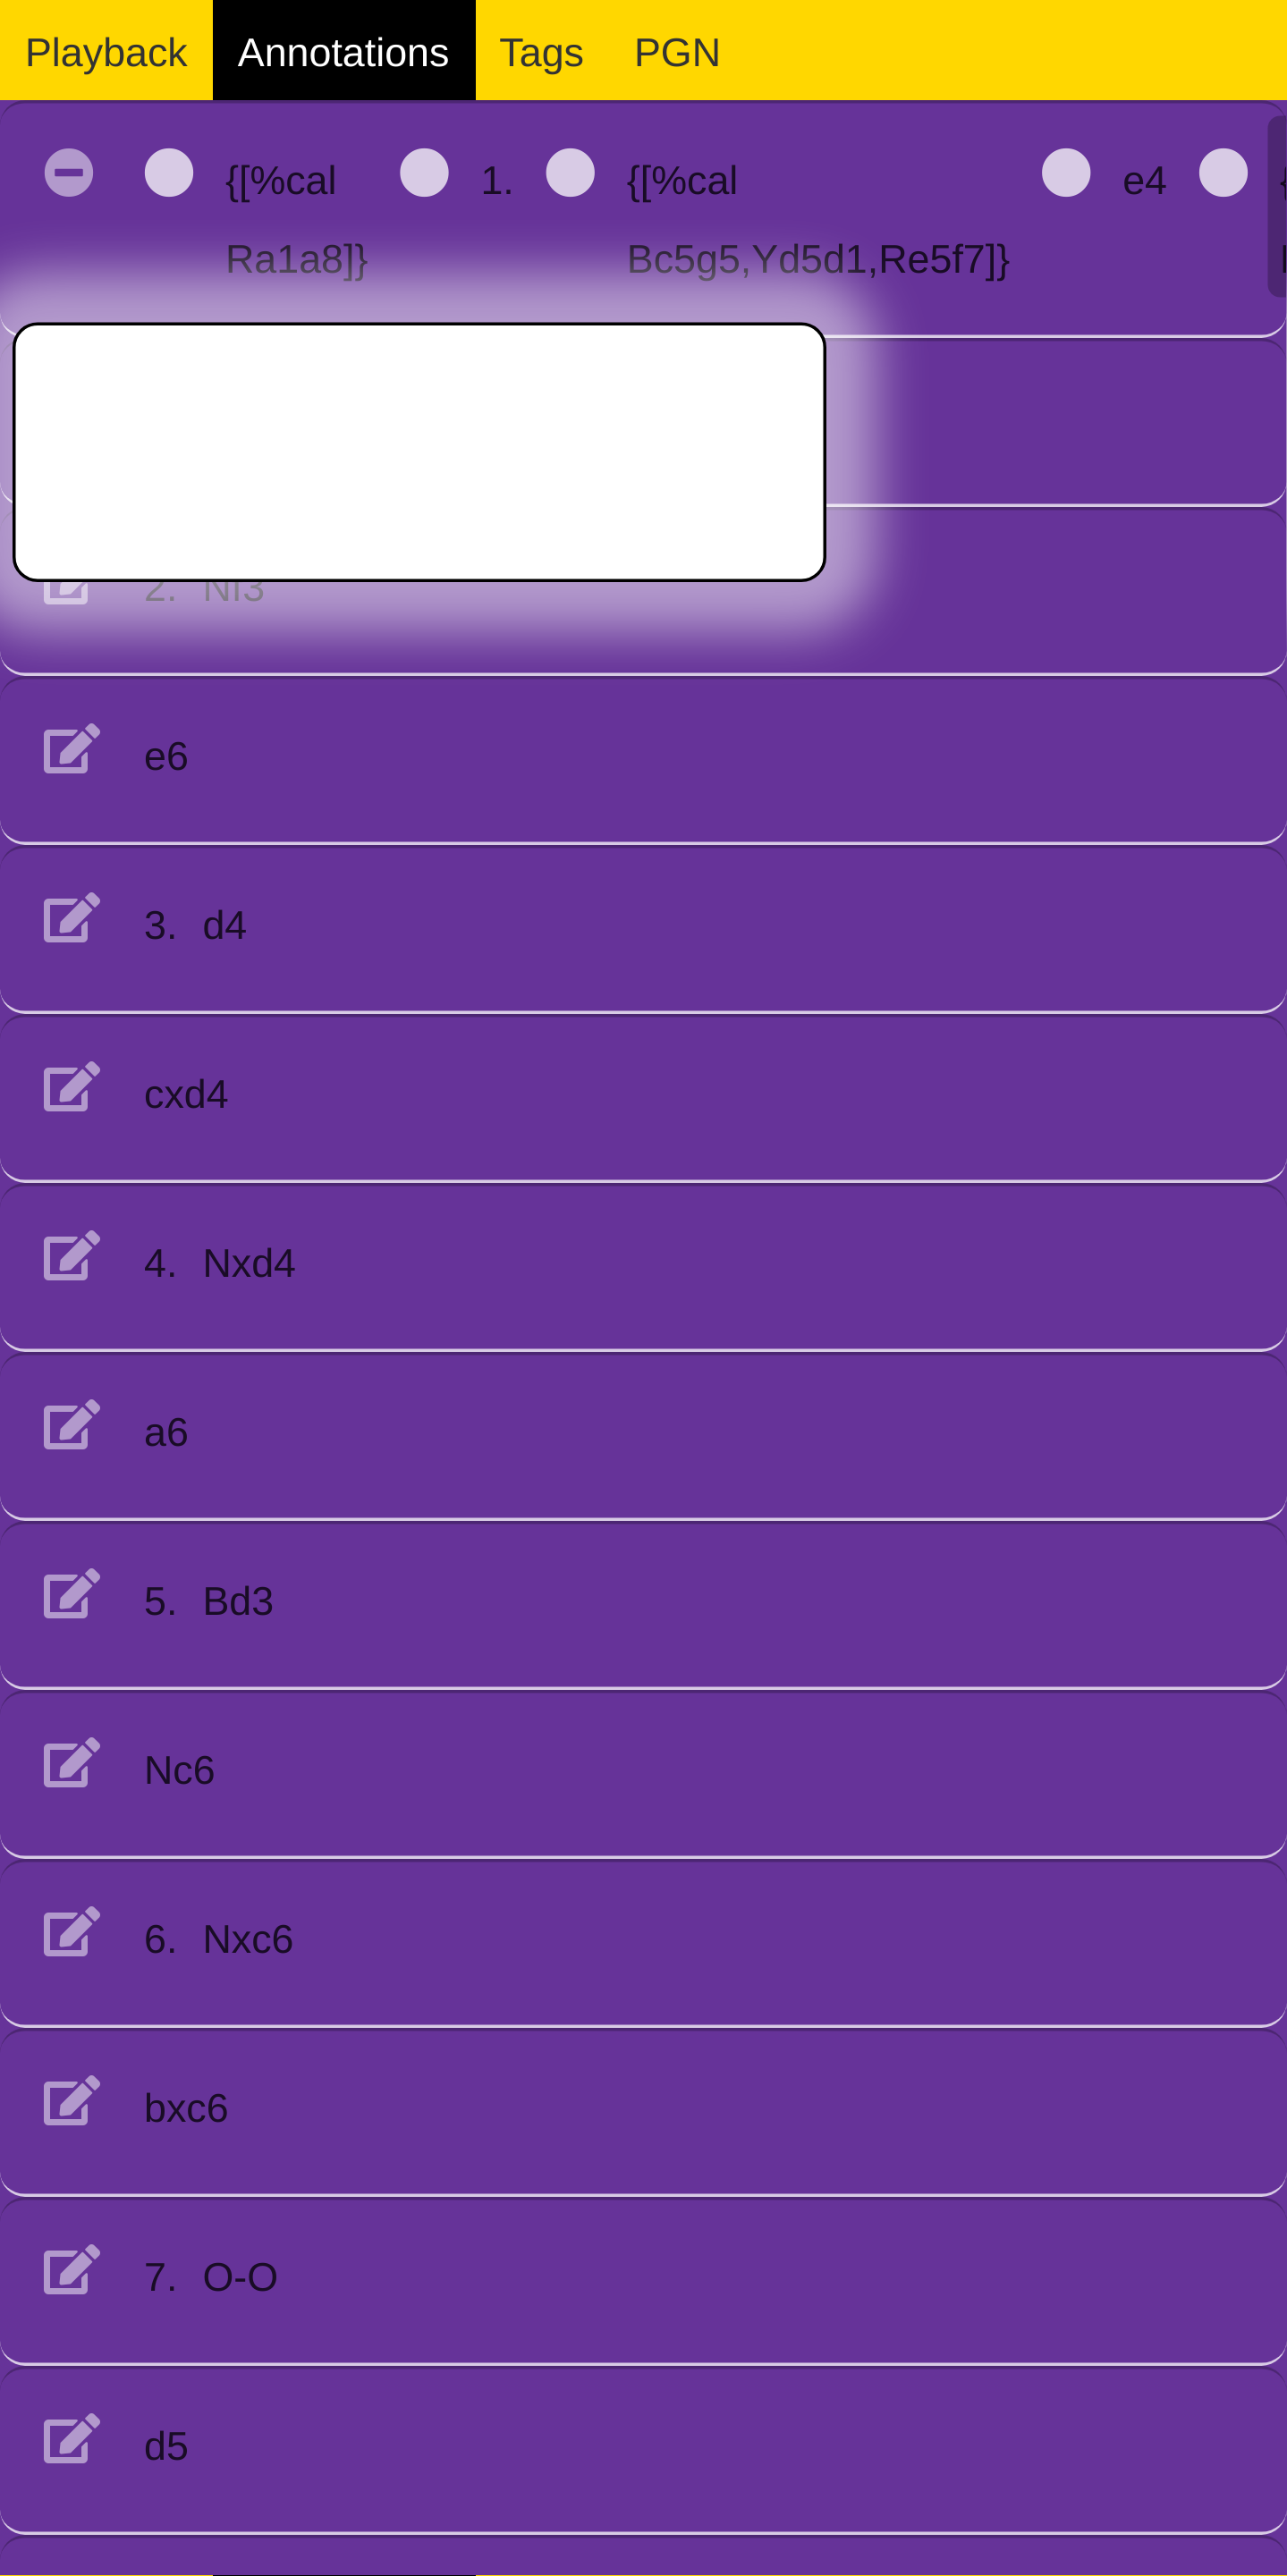 Playback Annotations Tags PGN
{[%cal 1. {[%cal e4
Ra1a8]} Bc5g5,Yd5d1,Re5f7]}
2. Nf3
e6
3. d4
cxd4
4. Nxd4
a6
5. Bd3
Nc6
6. Nxc6
bxc6
7. O-O
d5